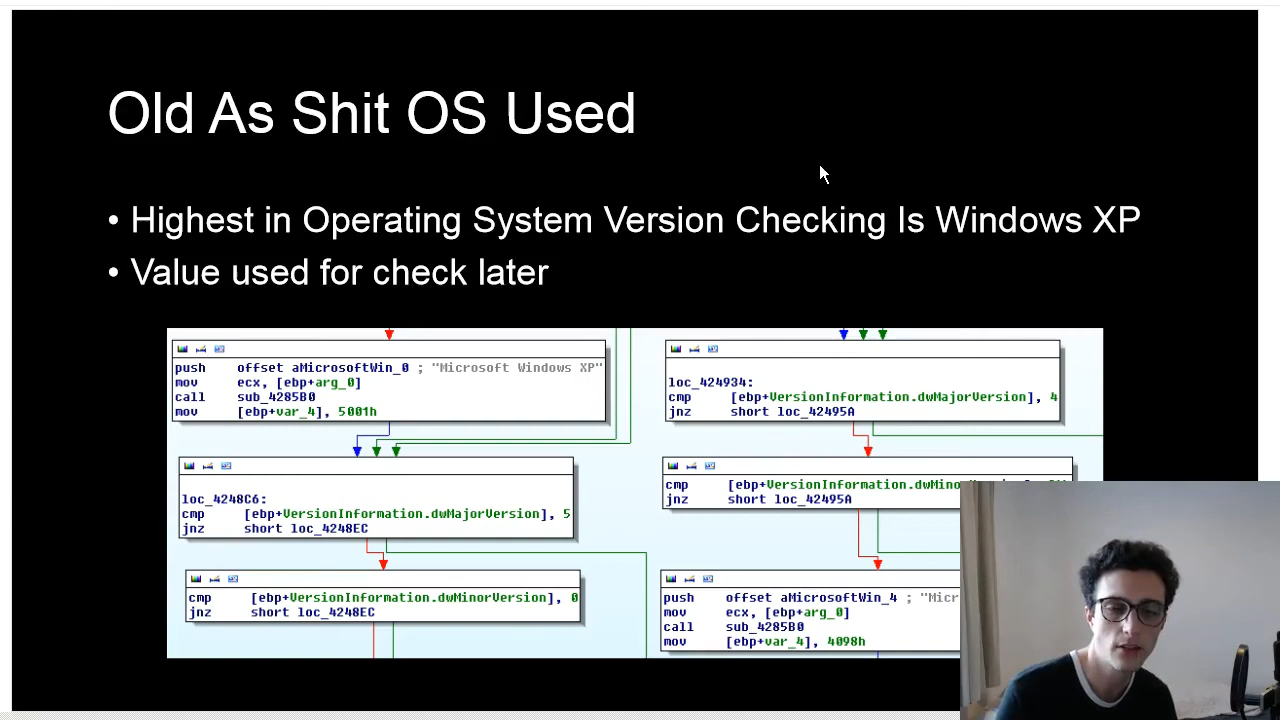 Old As Shit OS Used
• Highest in Operating System Version Checking Is Windows XP
• Value used for check later
push offset aMicrosoftWin_0 ; "Microsoft Windows XP"
mov ecx, [ebp+arg_0]
call sub_4285B0
mov [ebp+var_4], 5001h
loc_4248C6:
cmp [ebp+VersionInformation.dwMajorVersion], 5
jnz short loc_4248EC
cmp [ebp+VersionInformation.dwMinorVersion], 0
jnz short loc_4248EC
loc_424934:
cmp [ebp+VersionInformation.dwMajorVersion], 4
jnz short loc_42495A
cmp
jnz short loc_42495A
push offset aMicrosoftWin_4 ; "Micr
mov ecx, [ebp+arg_0]
call sub_4285B0
mov [ebp+var_4], 4098h